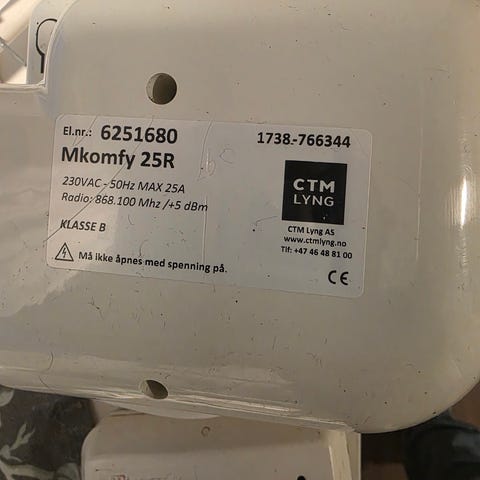 El.nr.: 6251680
1738.-766344
Mkomfy 25R
230VAC - 50Hz MAX 25A
Radio: 868.100 Mhz /+5 dBm
KLASSE B
CTM
LYNG
CTM Lyng AS
www.ctmlyng.no
Tlf: +47 46 48 81 00
Må ikke åpnes med spenning på.
CE